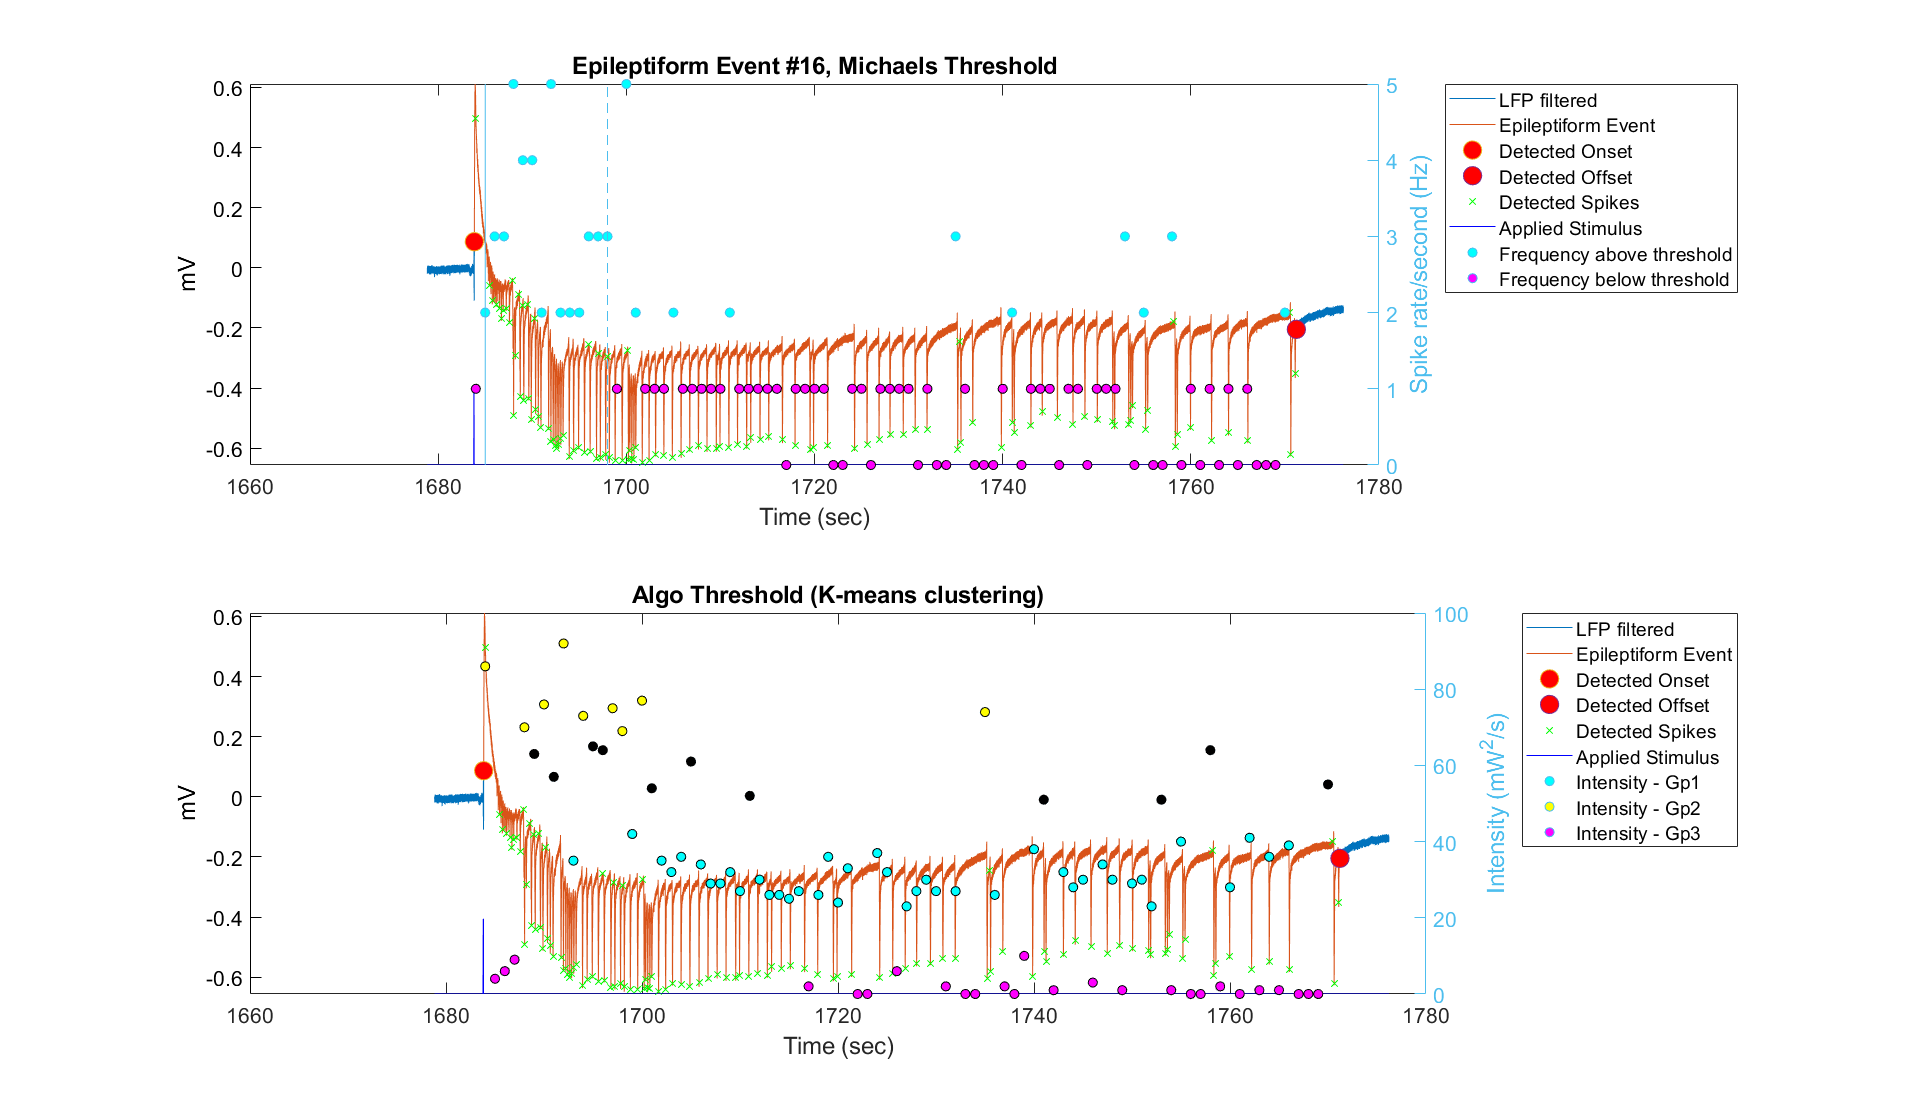 Epileptiform Event #16, Michaels Threshold
0.6
0.4
0.2
0
-0.2
-0.4
-0.6
mV
1660
1680
1700
1720
1740
1760
1780
Time (sec)
5
4
3
2
1
0
Spike rate/second (Hz)
LFP filtered
Epileptiform Event
Detected Onset
Detected Offset
Detected Spikes
Applied Stimulus
Frequency above threshold
Frequency below threshold
Algo Threshold (K-means clustering)
0.6
0.4
0.2
0
-0.2
-0.4
-0.6
mV
1660
1680
1700
1720
1740
1760
1780
Time (sec)
100
80
60
40
20
0
Intensity (mW²/s)
LFP filtered
Epileptiform Event
Detected Onset
Detected Offset
Detected Spikes
Applied Stimulus
Intensity - Gp1
Intensity - Gp2
Intensity - Gp3